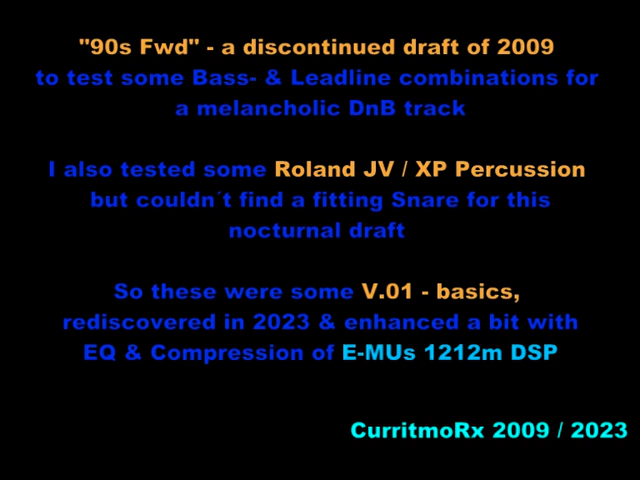 "90s Fwd" - a discontinued draft of 2009
to test some Bass- & Leadline combinations for
a melancholic DnB track
I also tested some Roland JV / XP Percussion
but couldn´t find a fitting Snare for this
nocturnal draft
So these were some V.01 - basics,
rediscovered in 2023 & enhanced a bit with
EQ & Compression of E-MUs 1212m DSP
CurritmoRx 2009 / 2023